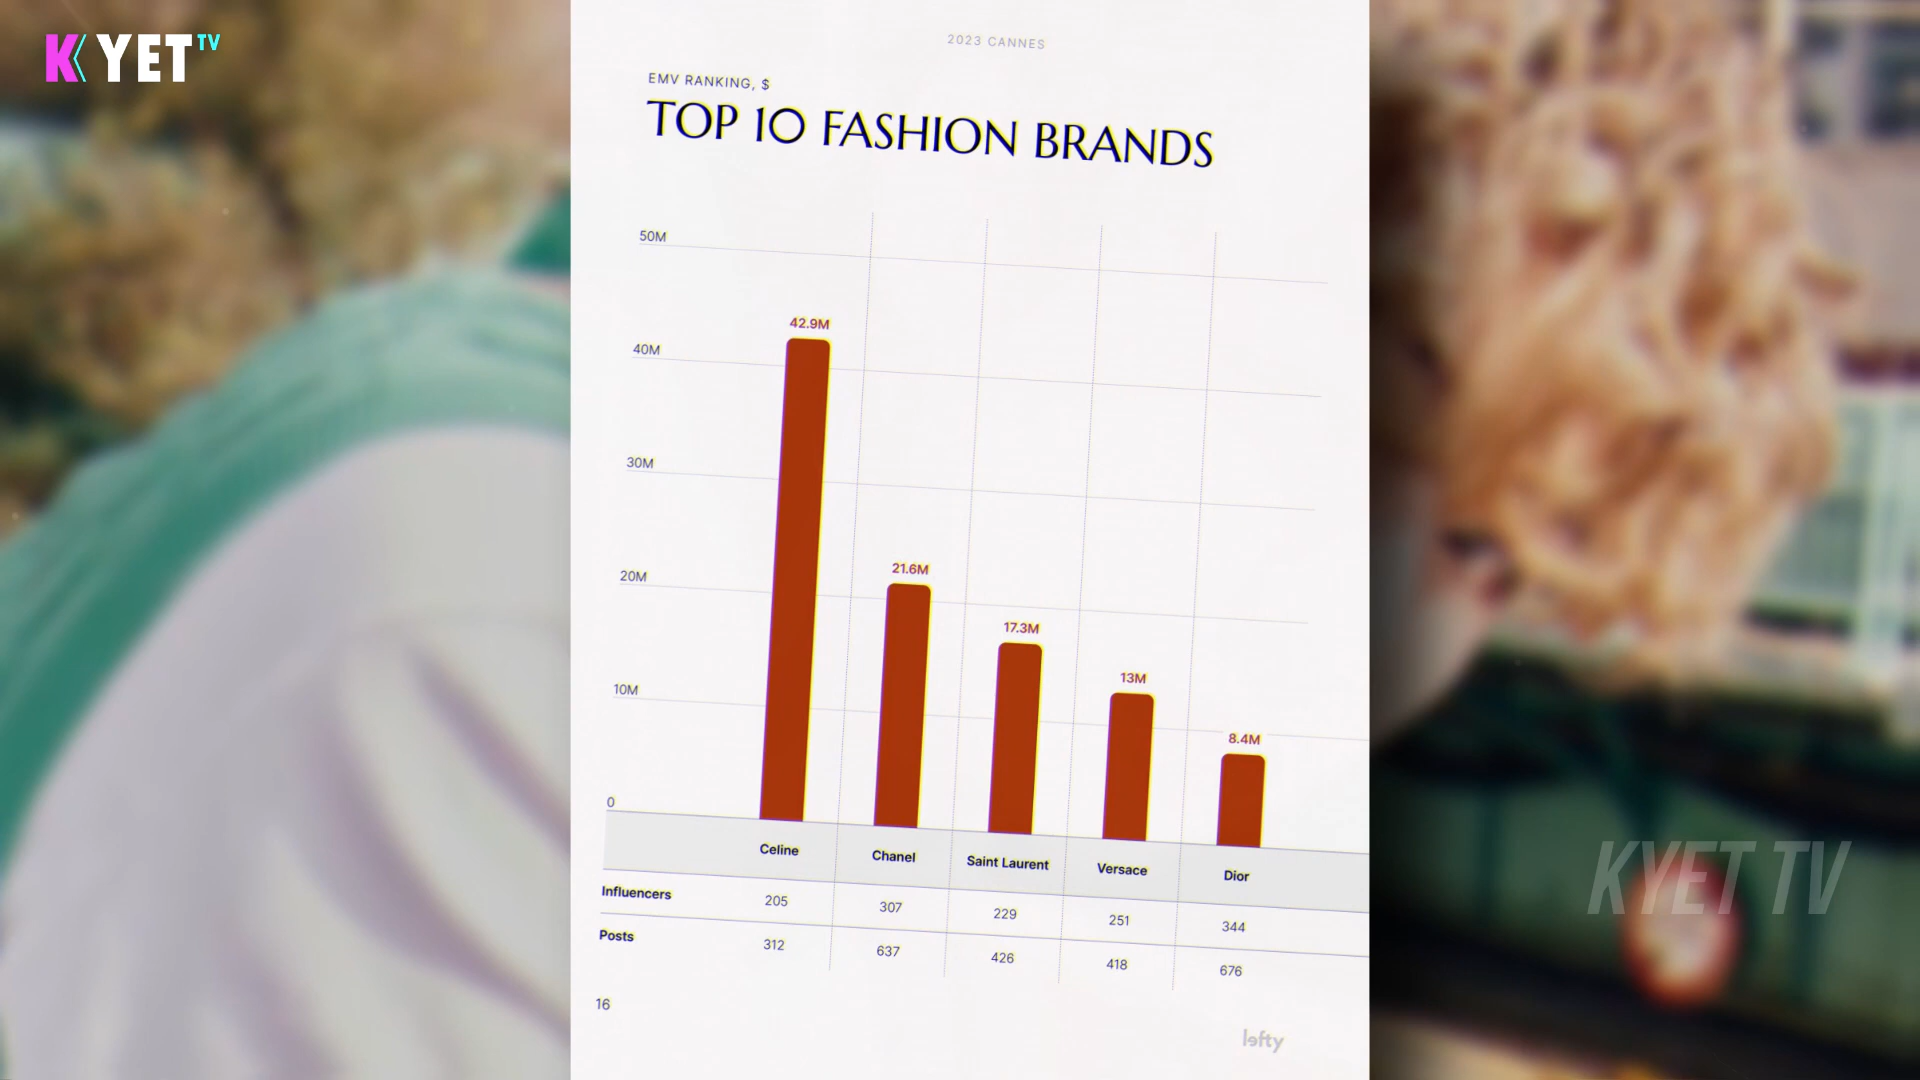 KYET TV
2023 CANNES
EMV RANKING, $
TOP 10 FASHION BRANDS
50M
40M
30M
20M
10M
0
42.9M
21.6M
17.3M
13M
8.4M
Celine Chanel Saint Laurent Versace Dior
Influencers 205 307 229 251 344
Posts 312 637 426 418 676
16
lefty
KYET TV